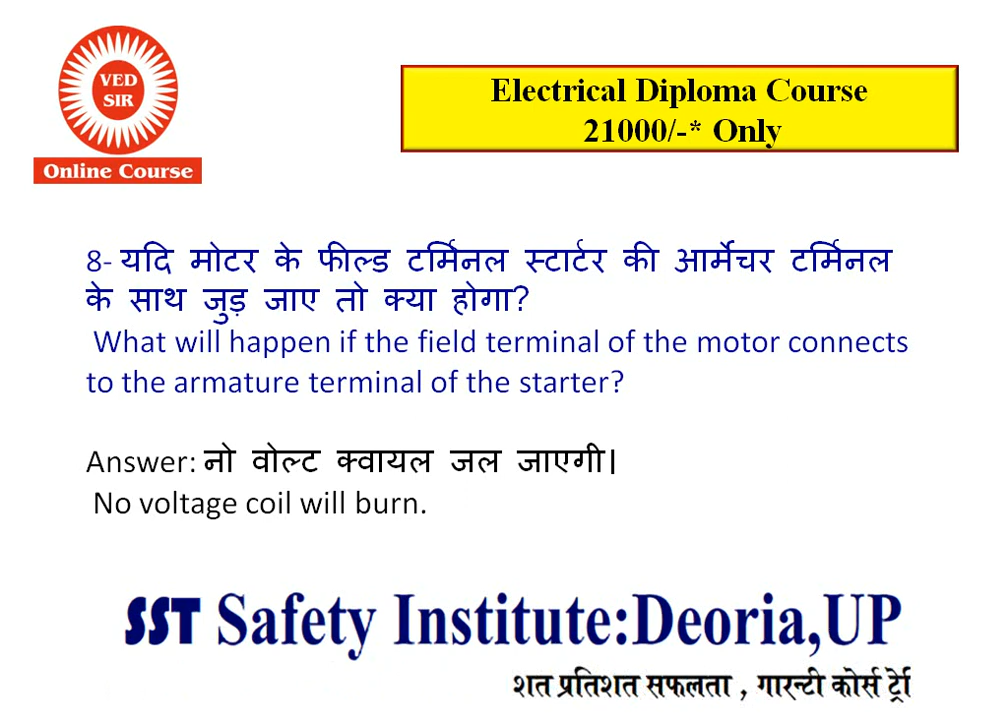 VED
SIR
Online Course
Electrical Diploma Course
21000/-* Only
8- यदि मोटर के फील्ड टर्मिनल स्टार्टर की आर्मेचर टर्मिनल
के साथ जुड़ जाए तो क्या होगा?
What will happen if the field terminal of the motor connects
to the armature terminal of the starter?
Answer: नो वोल्ट क्वायल जल जाएगी।
No voltage coil will burn.
SST Safety Institute:Deoria,UP
शत प्रतिशत सफलता , गारन्टी कोर्स